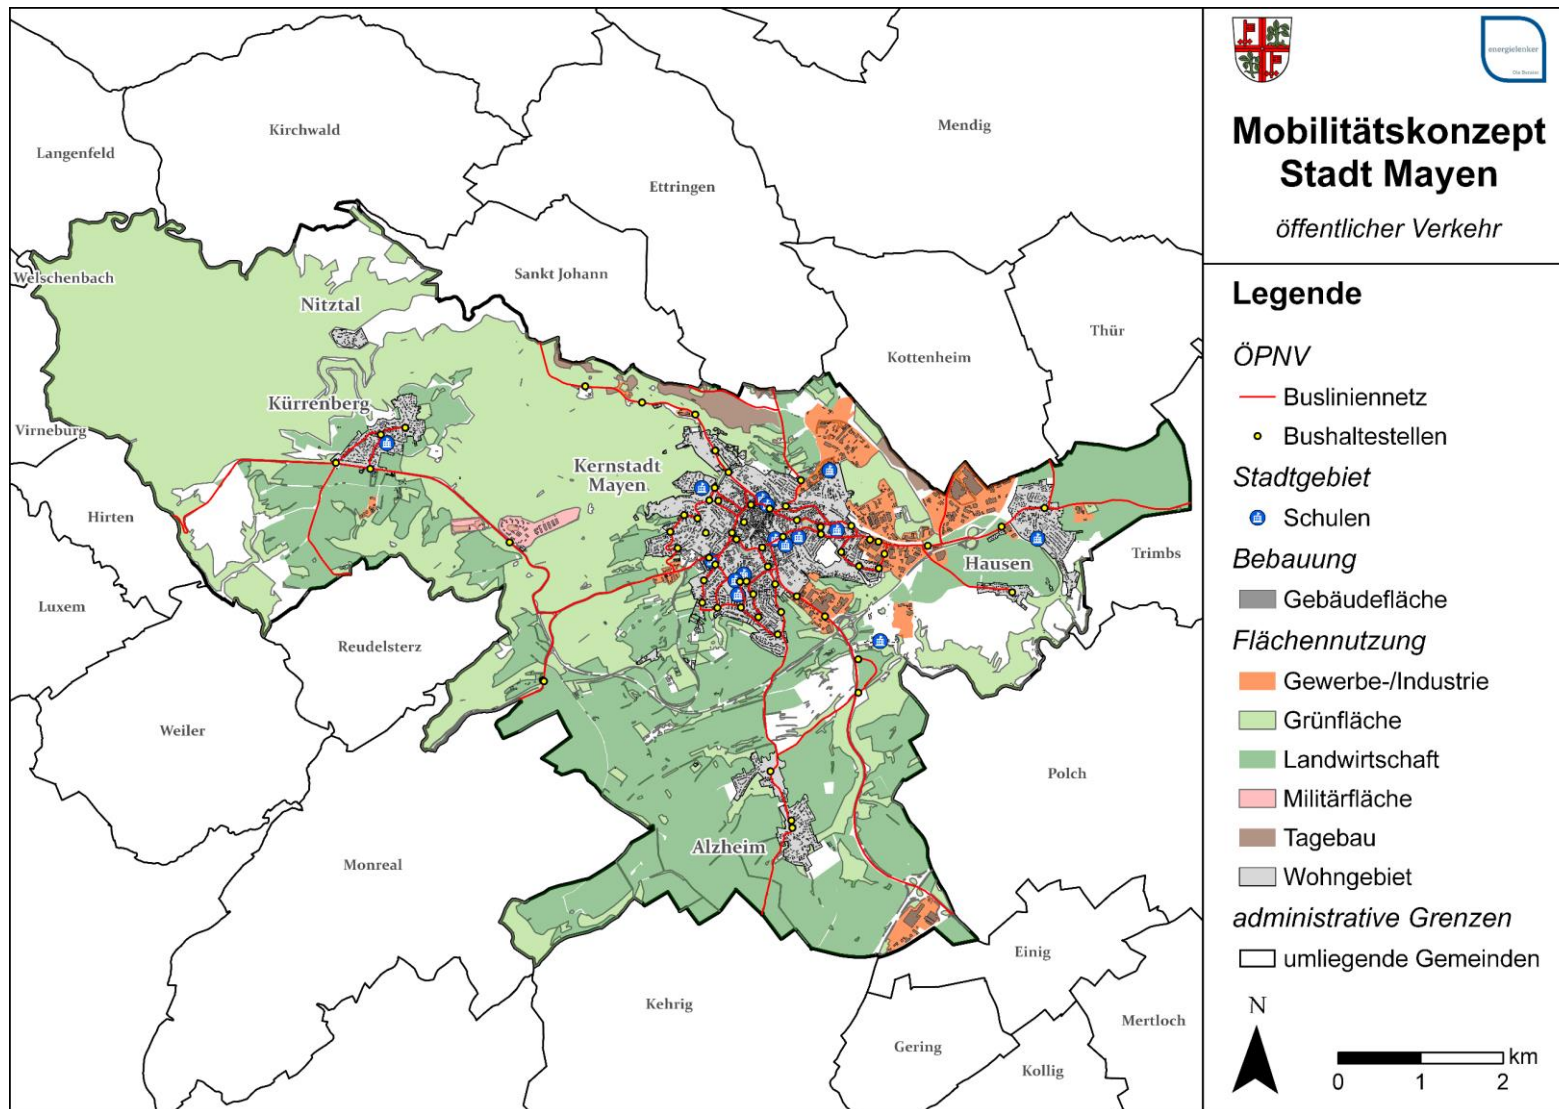 Kirchwald
Langenfeld
Mendig
Ettringen
Welschenbach
Sankt Johann
Nitztal
Thür
Kottenheim
Kürrenberg
Virneburg
Kernstadt
Mayen
Hirten
Trimbs
Hausen
Luxem
Reudelsterz
Weiler
Polch
Monreal
Alzheim
Einig
Kehrig
Mertloch
Gering
Kollig
energielenker
Mobilitätskonzept
Stadt Mayen
öffentlicher Verkehr
Legende
ÖPNV
Busliniennetz
Bushaltestellen
Stadtgebiet
Schulen
Bebauung
Gebäudefläche
Flächennutzung
Gewerbe-/Industrie
Grünfläche
Landwirtschaft
Militärfläche
Tagebau
Wohngebiet
administrative Grenzen
umliegende Gemeinden
N
km
0 1 2